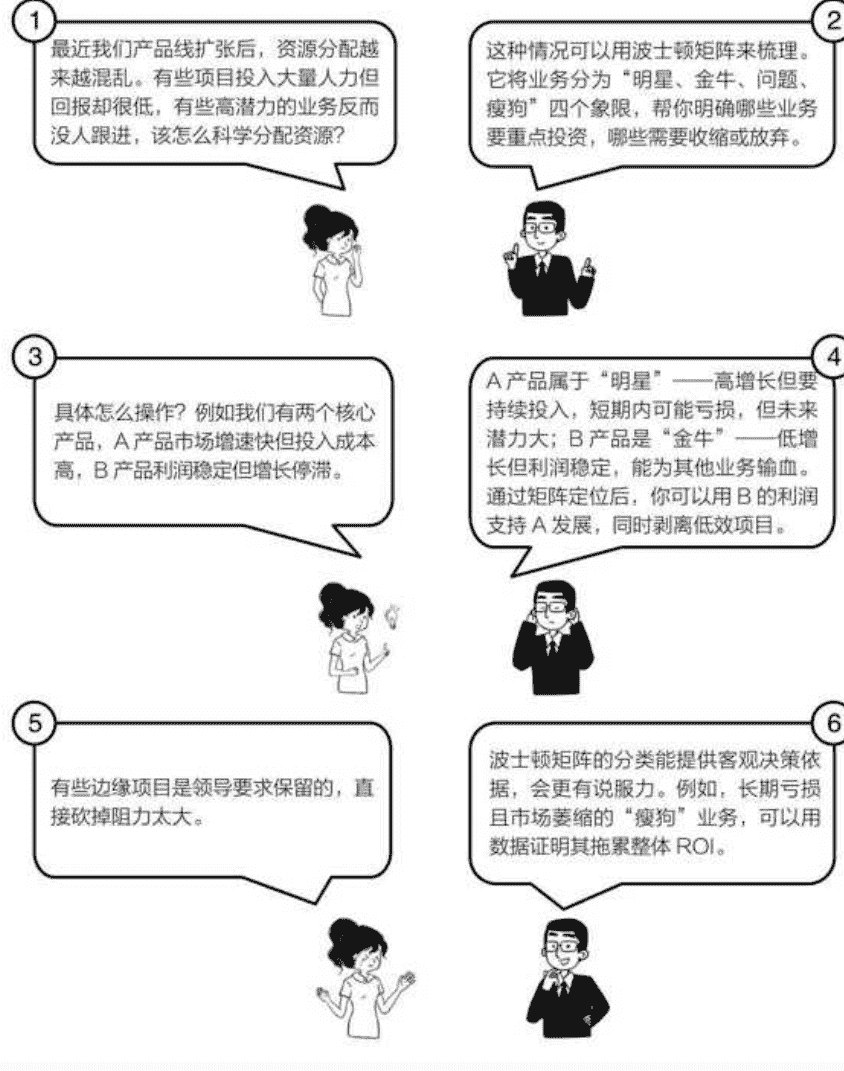 1
最近我们产品线扩张后，资源分配越
来越混乱。有些项目投入大量人力但
回报却很低，有些高潜力的业务反而
没人跟进，该怎么科学分配资源？
2
这种情况可以用波士顿矩阵来梳理。
它将业务分为“明星、金牛、问题、
瘦狗”四个象限，帮你明确哪些业务
要重点投资，哪些需要收缩或放弃。
3
具体怎么操作？例如我们有两个核心
产品，A 产品市场增速快但投入成本
高，B 产品利润稳定但增长停滞。
4
A 产品属于“明星”——高增长但要
持续投入，短期内可能亏损，但未来
潜力大；B 产品是“金牛”——低增
长但利润稳定，能为其他业务输血。
通过矩阵定位后，你可以用 B 的利润
支持 A 发展，同时剥离低效项目。
5
有些边缘项目是领导要求保留的，直
接砍掉阻力太大。
6
波士顿矩阵的分类能提供客观决策依
据，会更有说服力。例如，长期亏损
且市场萎缩的“瘦狗”业务，可以用
数据证明其拖累整体 ROI。